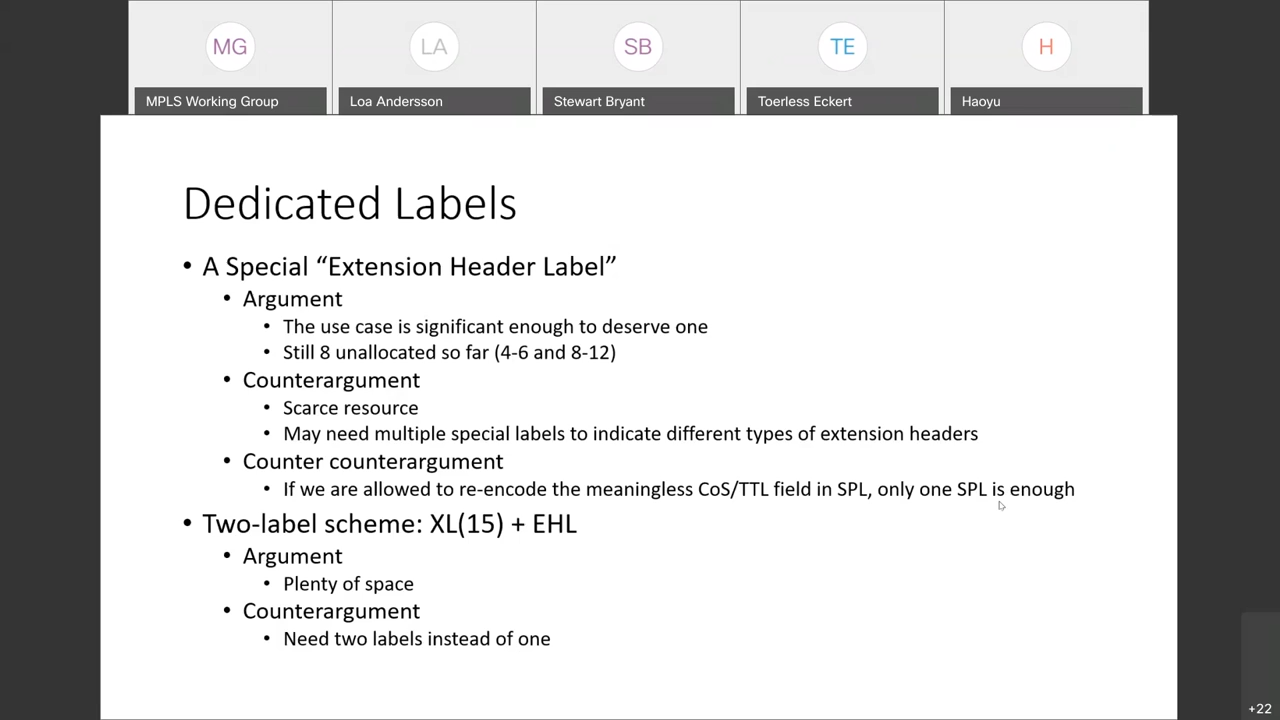 MG LA SB TE H
MPLS Working Group Loa Andersson Stewart Bryant Toerless Eckert Haoyu
Dedicated Labels
• A Special “Extension Header Label”
• Argument
• The use case is significant enough to deserve one
• Still 8 unallocated so far (4-6 and 8-12)
• Counterargument
• Scarce resource
• May need multiple special labels to indicate different types of extension headers
• Counter counterargument
• If we are allowed to re-encode the meaningless CoS/TTL field in SPL, only one SPL is enough
• Two-label scheme: XL(15) + EHL
• Argument
• Plenty of space
• Counterargument
• Need two labels instead of one
+22